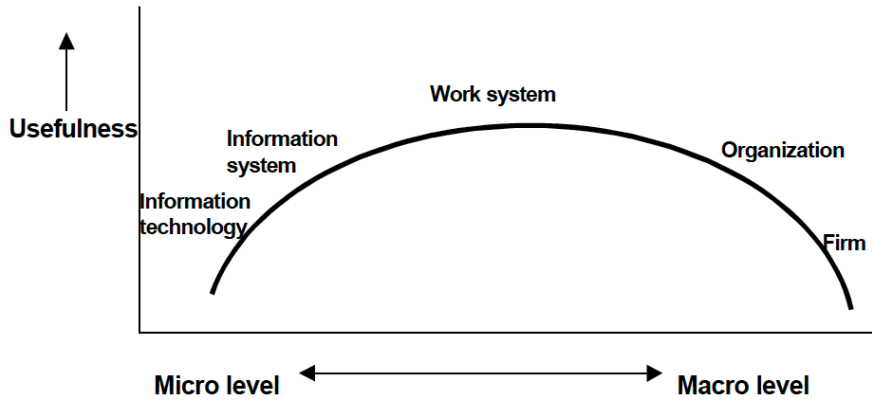 Work system
Usefulness
Information
system
Organization
Information
technology
Firm
Micro level
Macro level